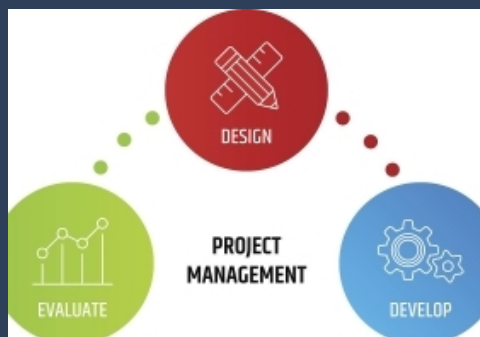 DESIGN
PROJECT
MANAGEMENT
EVALUATE
DEVELOP